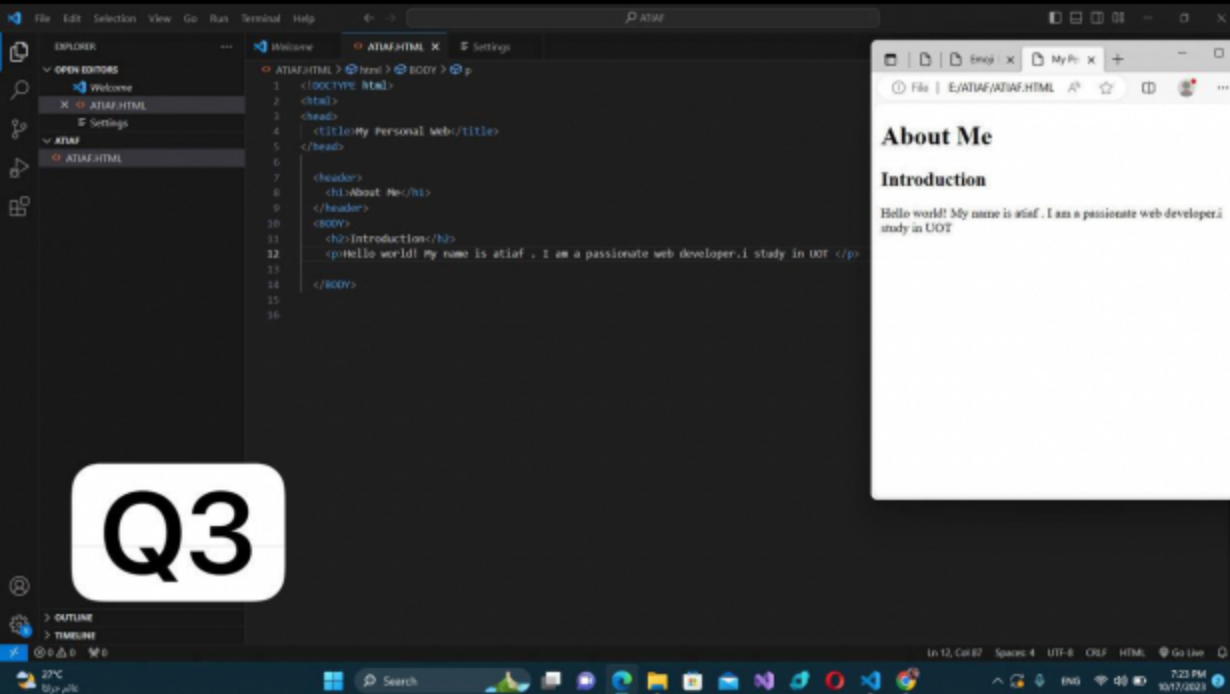 File Edit Selection View Go Run Terminal Help
ATIAF
EXPLORER
OPEN EDITORS
Welcome
ATIAF.HTML
Settings
ATIAF
ATIAF.HTML
OUTLINE
TIMELINE
Welcome ATIAF.HTML Settings
ATIAF.HTML > html > BODY > p
1 <!DOCTYPE html>
2 <html>
3 <head>
4 <title>My Personal Web</title>
5 </head>
6
7 <header>
8 <h1>About Me</h1>
9 </header>
10 <BODY>
11 <h2>Introduction</h2>
12 <p>Hello world! My name is atiaf . I am a passionate web developer.i study in UOT </p>
13
14 </BODY>
15
16
Emoji
My Pe
File | E:/ATIAF/ATIAF.HTML
About Me
Introduction
Hello world! My name is atiaf . I am a passionate web developer.i
study in UOT
Q3
0 0 0
Ln 12, Col 87 Spaces: 4 UTF-8 CRLF HTML Go Live
27°C
Search
ENG
7:23 PM
10/17/2023